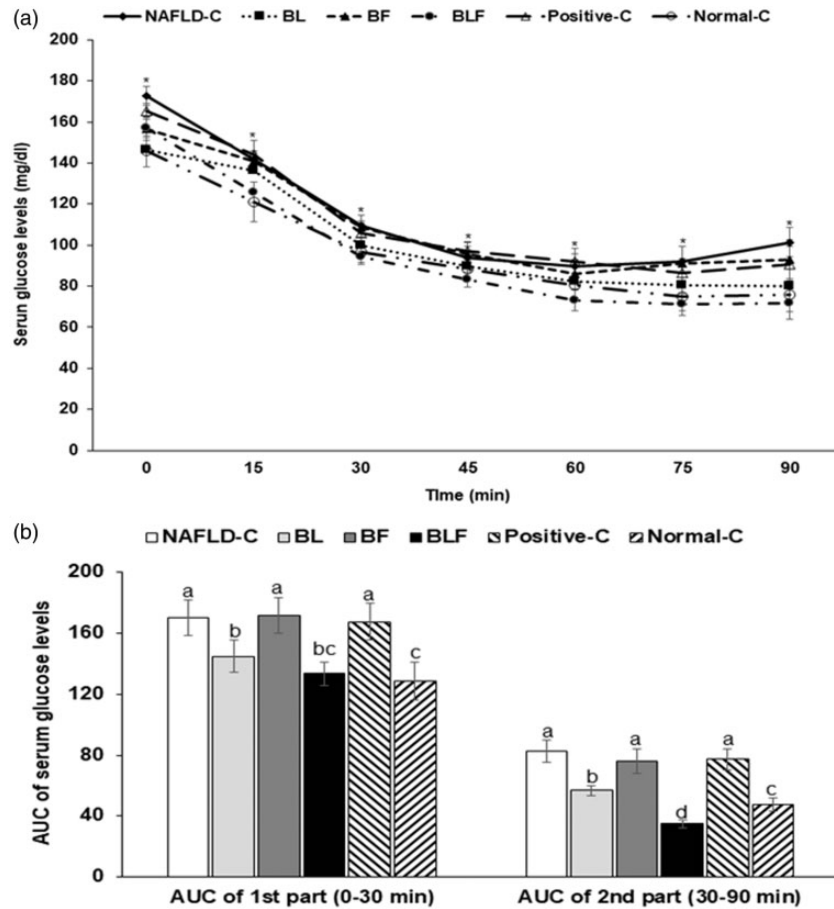 (a)
NAFLD-C BL BF BLF Positive-C Normal-C
200
180
160
140
120
100
80
60
40
20
0
Serun glucose levels (mg/dl)
* * * * * * *
0 15 30 45 60 75 90
TIme (min)
(b)
NAFLD-C BL BF BLF Positive-C Normal-C
200
160
120
80
40
0
AUC of serum glucose levels
a b a bc a c
a b a d a c
AUC of 1st part (0-30 min) AUC of 2nd part (30-90 min)